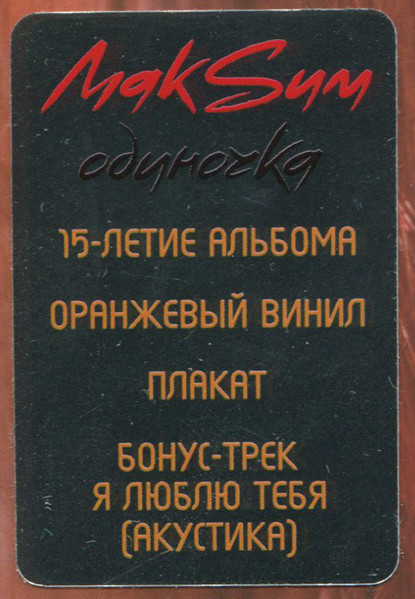 МакSим
одиночка
15-ЛЕТИЕ АЛЬБОМА
ОРАНЖЕВЫЙ ВИНИЛ
ПЛАКАТ
БОНУС-ТРЕК
Я ЛЮБЛЮ ТЕБЯ
(АКУСТИКА)